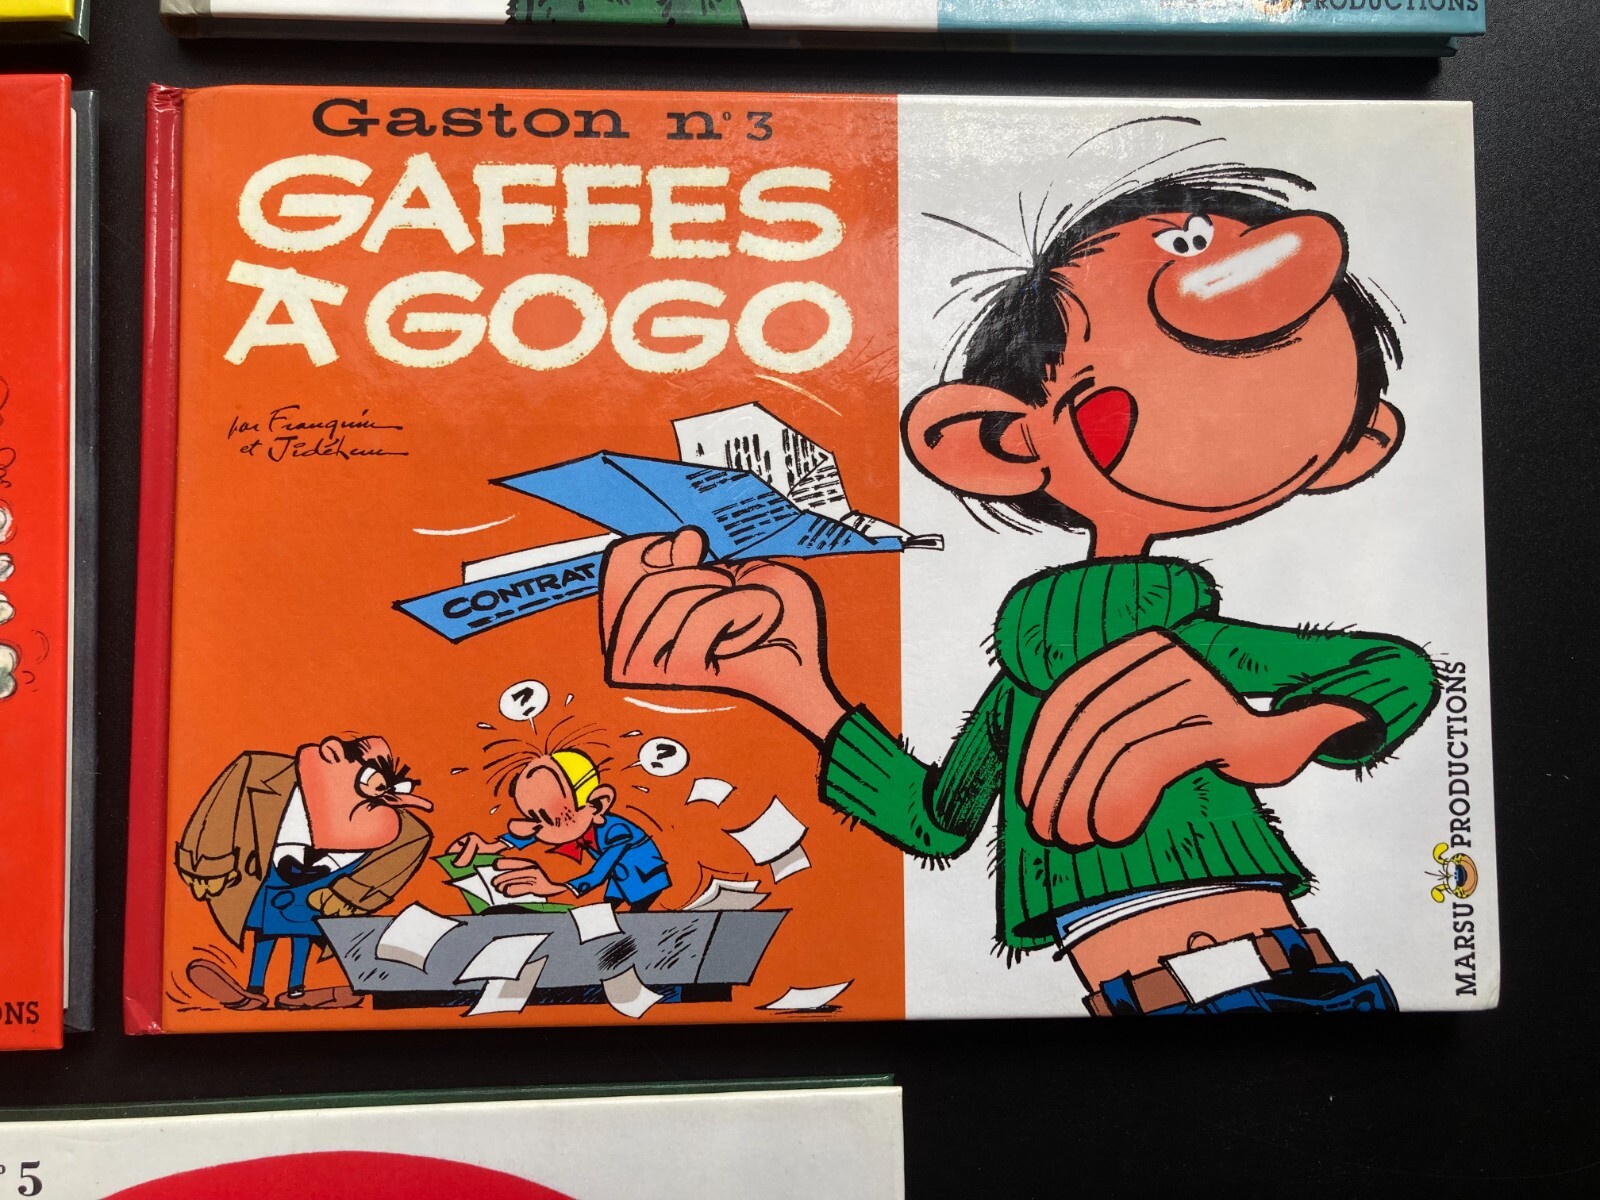 PRODUCTIONS
Gaston n° 3
GAFFES
A GOGO
par Franquin
et Jidéhem
CONTRAT
?
?
MARSU PRODUCTIONS
ONS
° 5